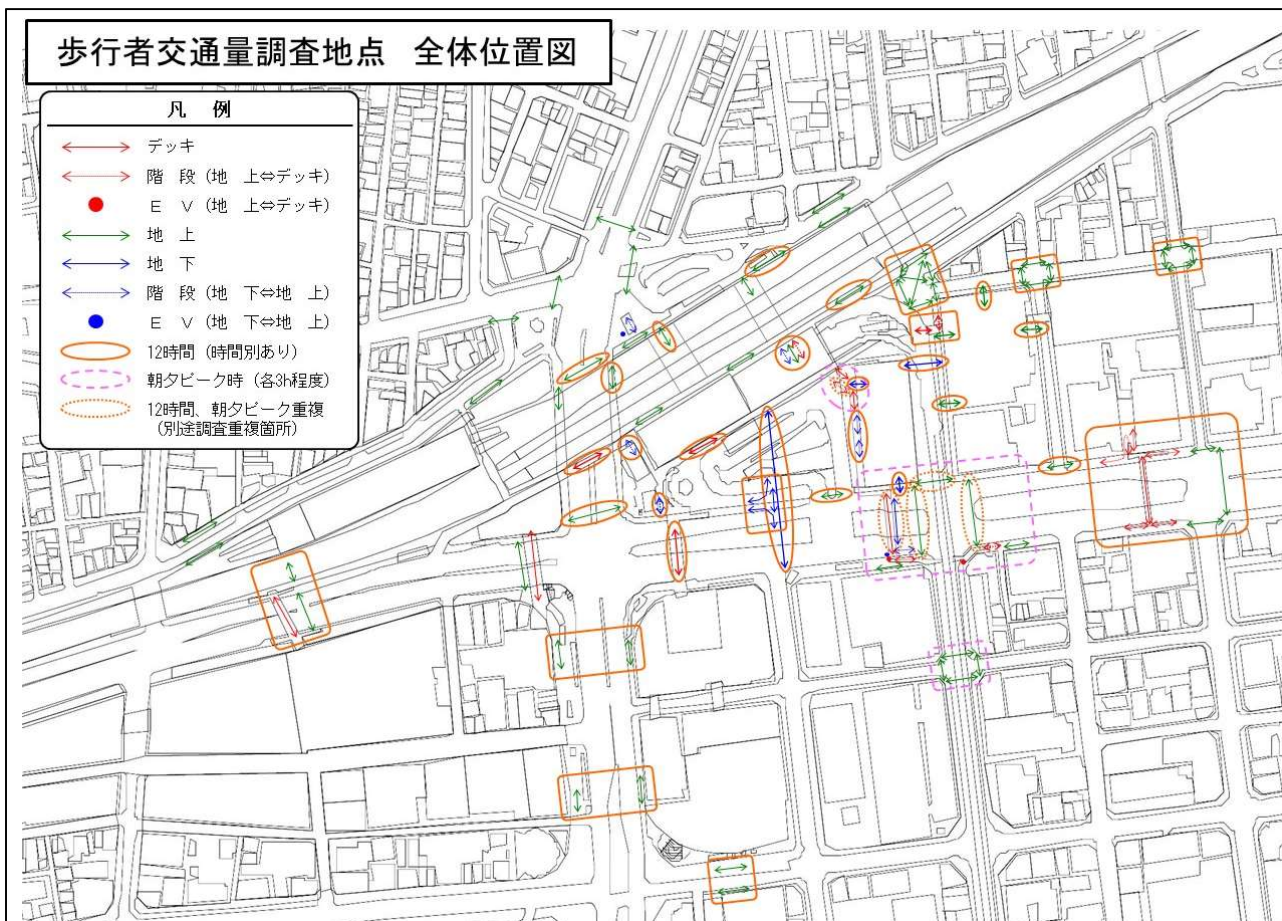 歩行者交通量調査地点 全体位置図
凡 例
デッキ
階 段 (地 上⇔デッキ)
E V (地 上⇔デッキ)
地 上
地 下
階 段 (地 下⇔地 上)
E V (地 下⇔地 上)
12時間 (時間別あり)
朝夕ピーク時 (各3h程度)
12時間、朝夕ピーク重複
(別途調査重複箇所)